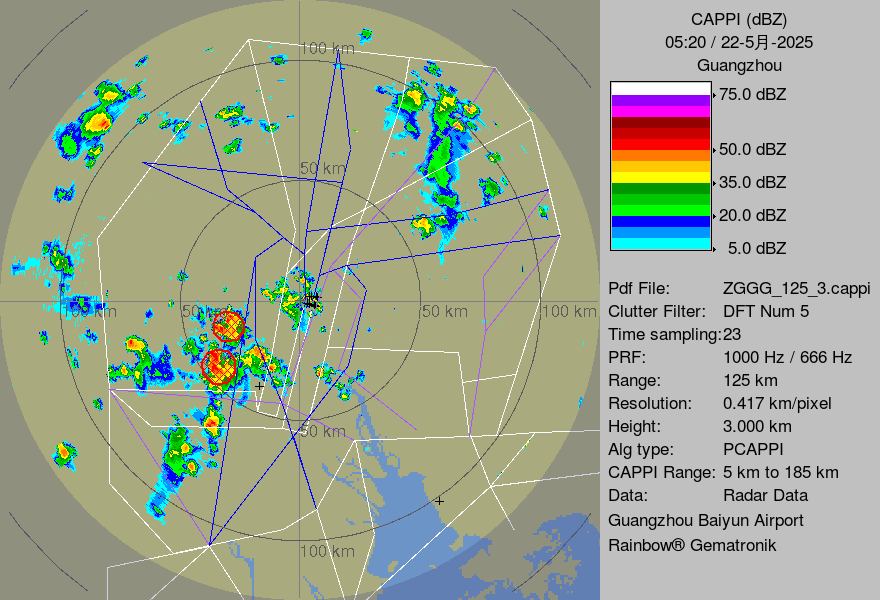 100 km
50 km
100 km
50 km
50 km
100 km
50 km
100 km
CAPPI (dBZ)
05:20 / 22-5月-2025
Guangzhou
75.0 dBZ
50.0 dBZ
35.0 dBZ
20.0 dBZ
5.0 dBZ
Pdf File: ZGGG_125_3.cappi
Clutter Filter: DFT Num 5
Time sampling:23
PRF: 1000 Hz / 666 Hz
Range: 125 km
Resolution: 0.417 km/pixel
Height: 3.000 km
Alg type: PCAPPI
CAPPI Range: 5 km to 185 km
Data: Radar Data
Guangzhou Baiyun Airport
Rainbow® Gematronik